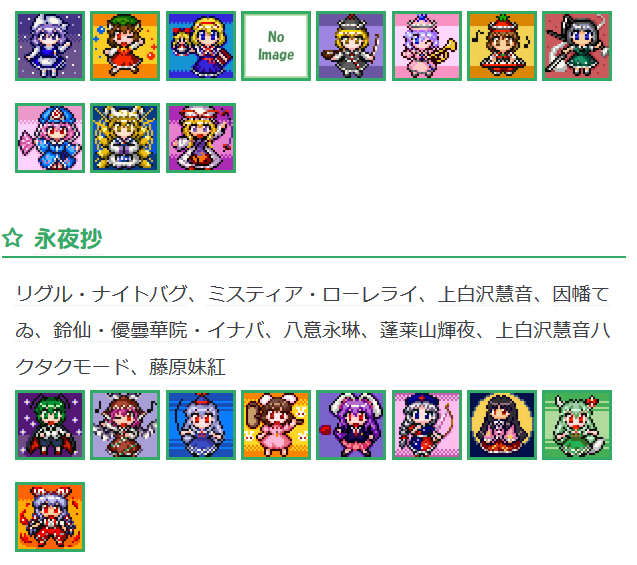 No
Image
☆ 永夜抄
リグル・ナイトバグ、ミスティア・ローレライ、上白沢慧音、因幡て
ゐ、鈴仙・優曇華院・イナバ、八意永琳、蓬莱山輝夜、上白沢慧音ハ
クタクモード、藤原妹紅